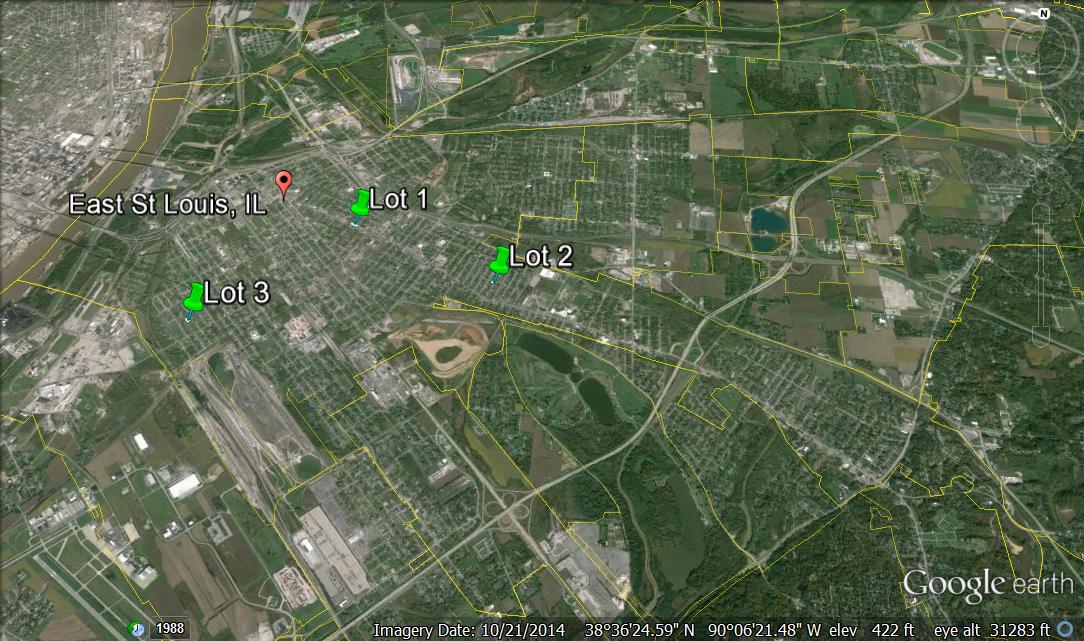 N
East St Louis, IL
Lot 1
Lot 2
Lot 3
Google earth
1988
Imagery Date: 10/21/2014 38°36'24.59" N 90°06'21.48" W elev 422 ft eye alt 31283 ft